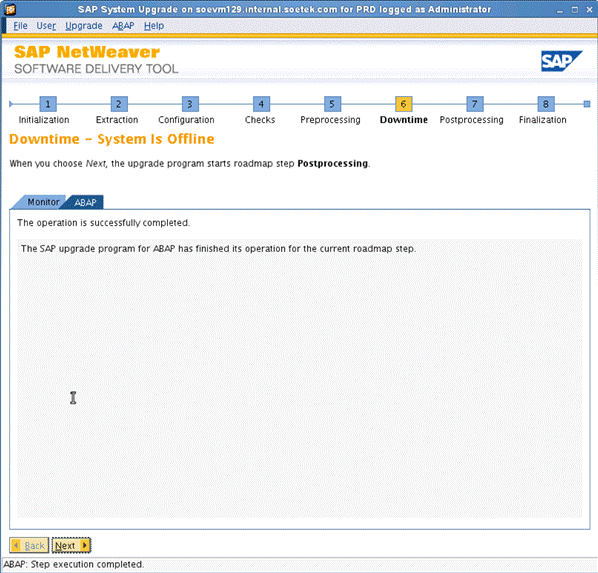 SAP System Upgrade on soevm129.internal.soetek.com for PRD logged as Administrator
File User Upgrade ABAP Help
SAP NetWeaver
SOFTWARE DELIVERY TOOL
SAP
1 2 3 4 5 6 7 8
Initialization Extraction Configuration Checks Preprocessing Downtime Postprocessing Finalization
Downtime - System Is Offline
When you choose Next, the upgrade program starts roadmap step Postprocessing.
Monitor ABAP
The operation is successfully completed.
The SAP upgrade program for ABAP has finished its operation for the current roadmap step.
Back Next
ABAP: Step execution completed.